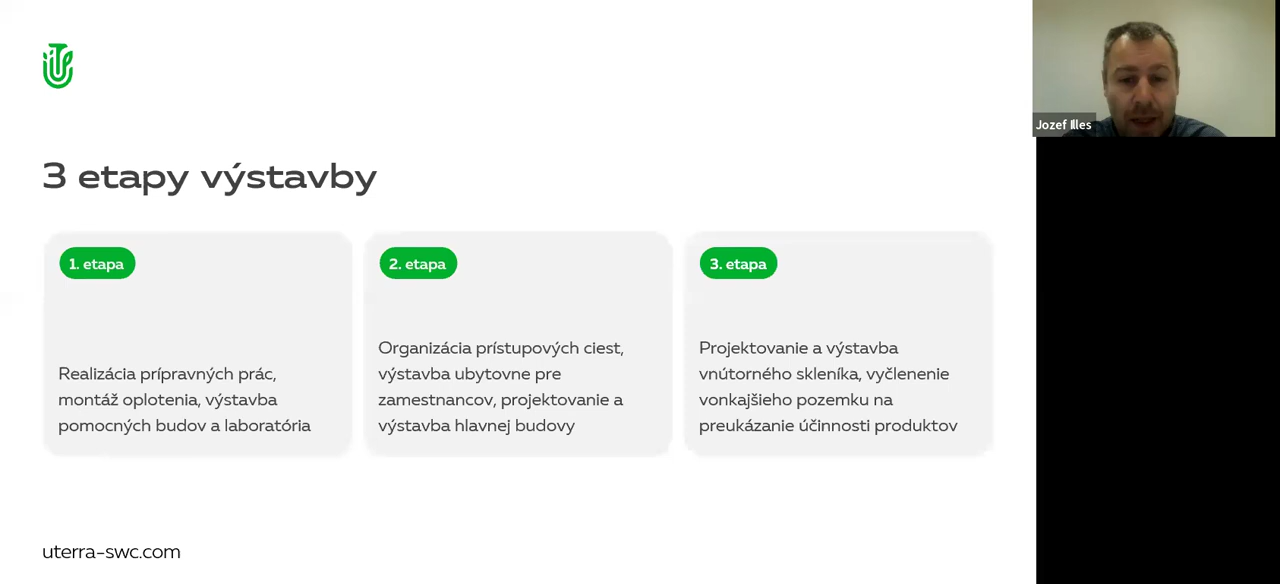 3 etapy výstavby
1. etapa
Realizácia prípravných prác,
montáž oplotenia, výstavba
pomocných budov a laboratória
2. etapa
Organizácia prístupových ciest,
výstavba ubytovne pre
zamestnancov, projektovanie a
výstavba hlavnej budovy
3. etapa
Projektovanie a výstavba
vnútorného skleníka, vyčlenenie
vonkajšieho pozemku na
preukázanie účinnosti produktov
uterra-swc.com
Jozef Illes